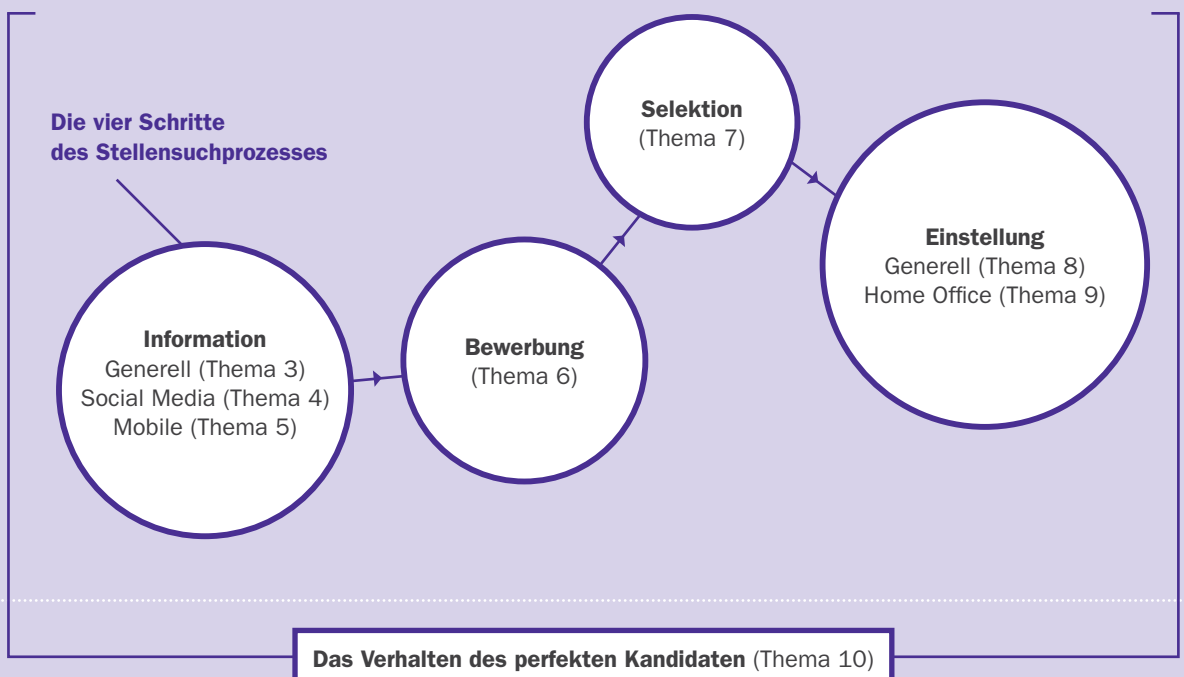 Die vier Schritte
des Stellensuchprozesses
Information
Generell (Thema 3)
Social Media (Thema 4)
Mobile (Thema 5)
Bewerbung
(Thema 6)
Selektion
(Thema 7)
Einstellung
Generell (Thema 8)
Home Office (Thema 9)
Das Verhalten des perfekten Kandidaten (Thema 10)